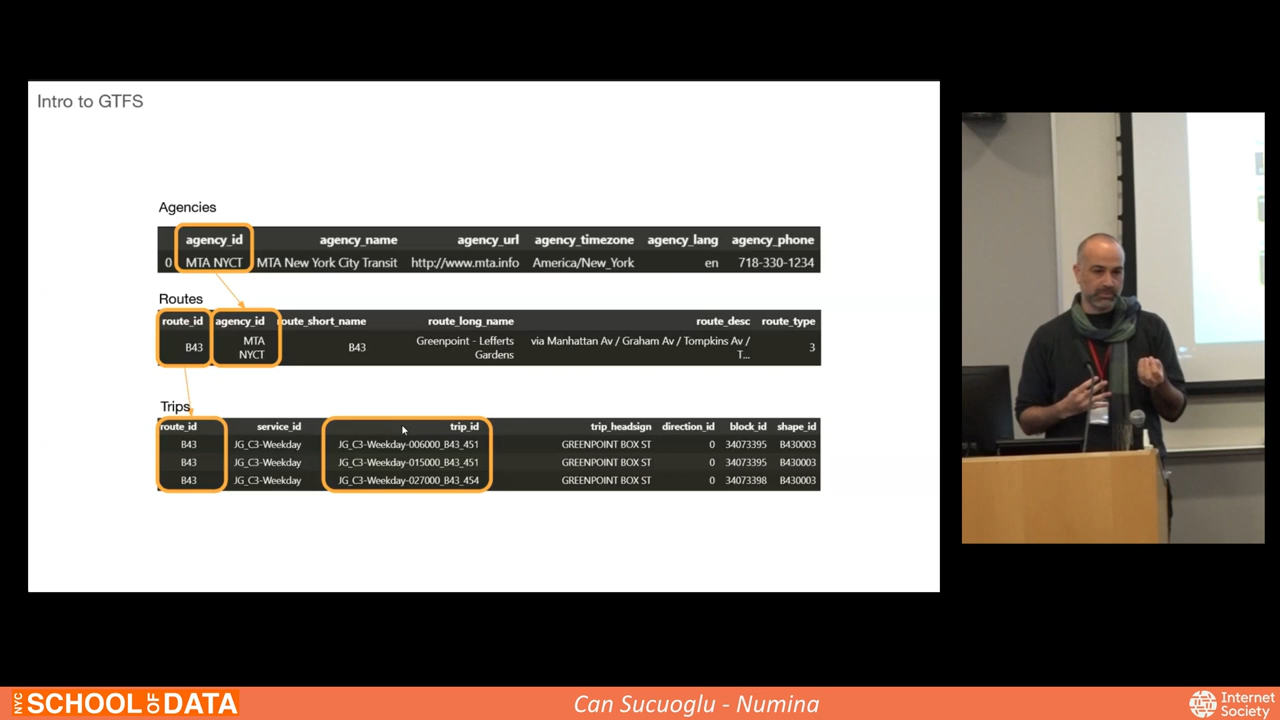 Intro to GTFS
Agencies
agency_id agency_name agency_url agency_timezone agency_lang agency_phone
0 MTA NYCT MTA New York City Transit http://www.mta.info America/New_York en 718-330-1234
Routes
route_id agency_id route_short_name route_long_name route_desc route_type
B43 MTA NYCT B43 Greenpoint - Lefferts Gardens via Manhattan Av / Graham Av / Tompkins Av / T... 3
Trips
route_id service_id trip_id trip_headsign direction_id block_id shape_id
B43 JG_C3-Weekday JG_C3-Weekday-006000_B43_451 GREENPOINT BOX ST 0 34073395 B430003
B43 JG_C3-Weekday JG_C3-Weekday-015000_B43_451 GREENPOINT BOX ST 0 34073395 B430003
B43 JG_C3-Weekday JG_C3-Weekday-027000_B43_454 GREENPOINT BOX ST 0 34073398 B430003
NYC SCHOOL OF DATA
Can Sucuoglu - Numina
Internet
Society